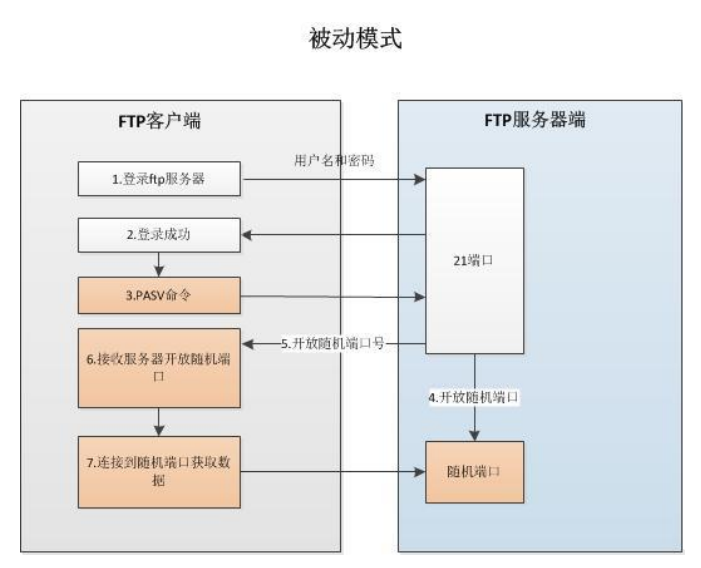 被动模式
FTP客户端
FTP服务器端
用户名和密码
1.登录ftp服务器
2.登录成功
21端口
3.PASV命令
5.开放随机端口号
6.接收服务器开放随机端
口
4.开放随机端口
7.连接到随机端口获取数
据
随机端口